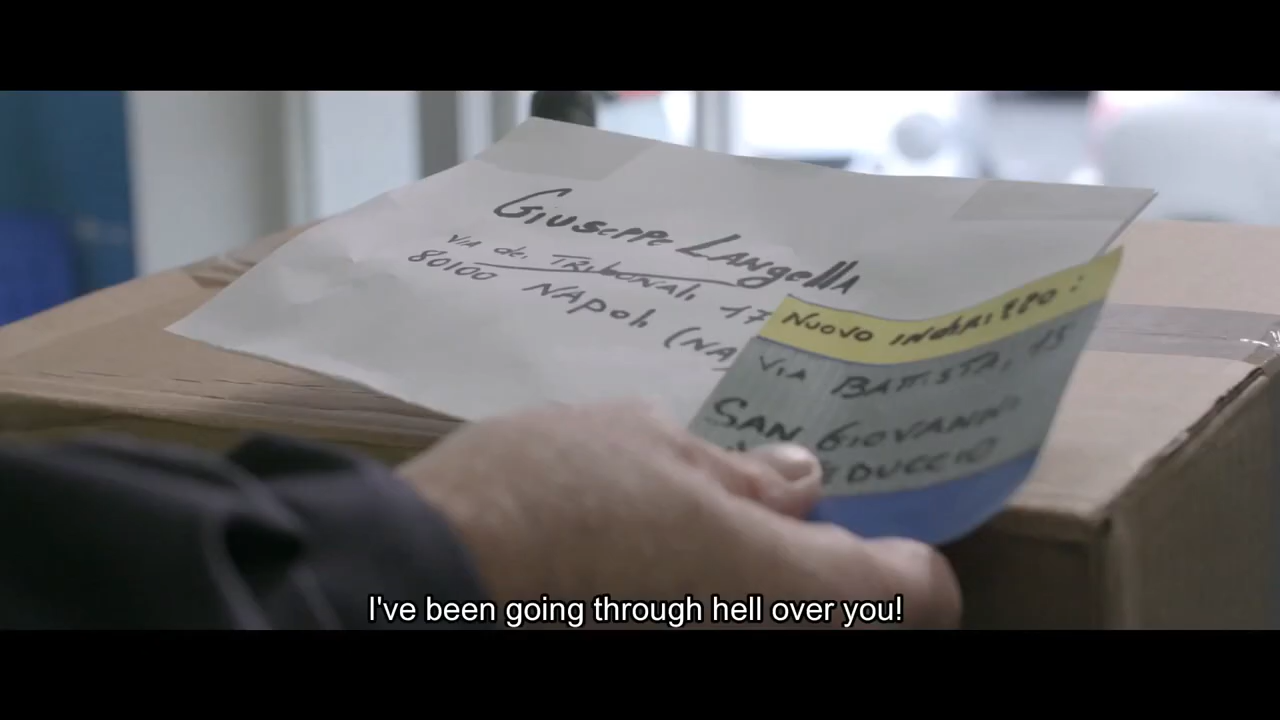 Giuseppe Langella
Via dei Tribunali, 17
80100 Napoli (NA
NUOVO INDIRIZZO:
VIA BATTISTA, 15
SAN GIOVANNI
DUCCIO
I've been going through hell over you!